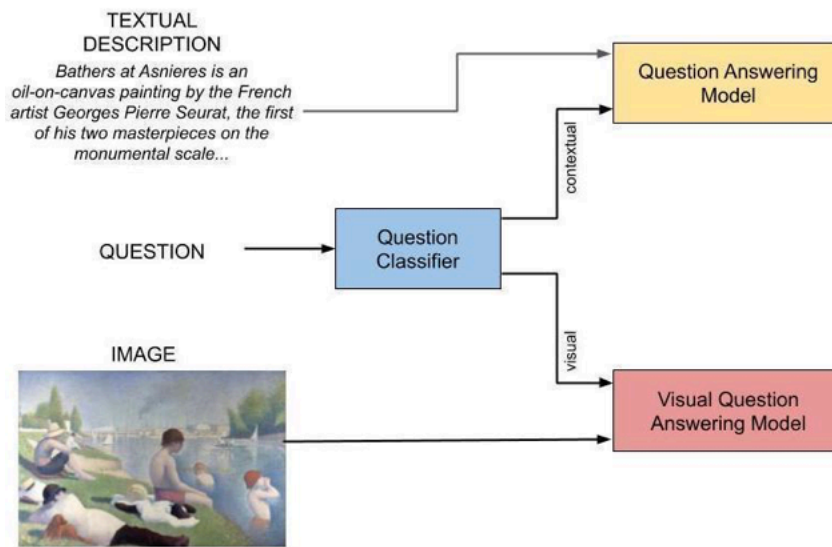 TEXTUAL
DESCRIPTION
Bathers at Asnieres is an
oil-on-canvas painting by the French
artist Georges Pierre Seurat, the first
of his two masterpieces on the
monumental scale...
Question Answering
Model
contextual
QUESTION
Question
Classifier
visual
IMAGE
Visual Question
Answering Model